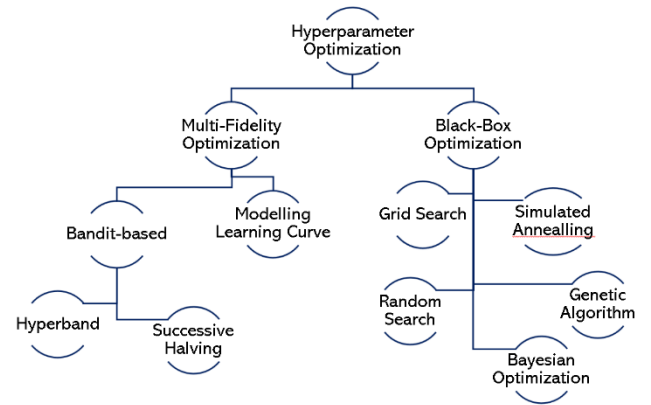 Hyperparameter
Optimization
Multi-Fidelity
Optimization
Black-Box
Optimization
Bandit-based
Modelling
Learning Curve
Grid Search
Simulated
Annealling
Hyperband
Successive
Halving
Random
Search
Genetic
Algorithm
Bayesian
Optimization